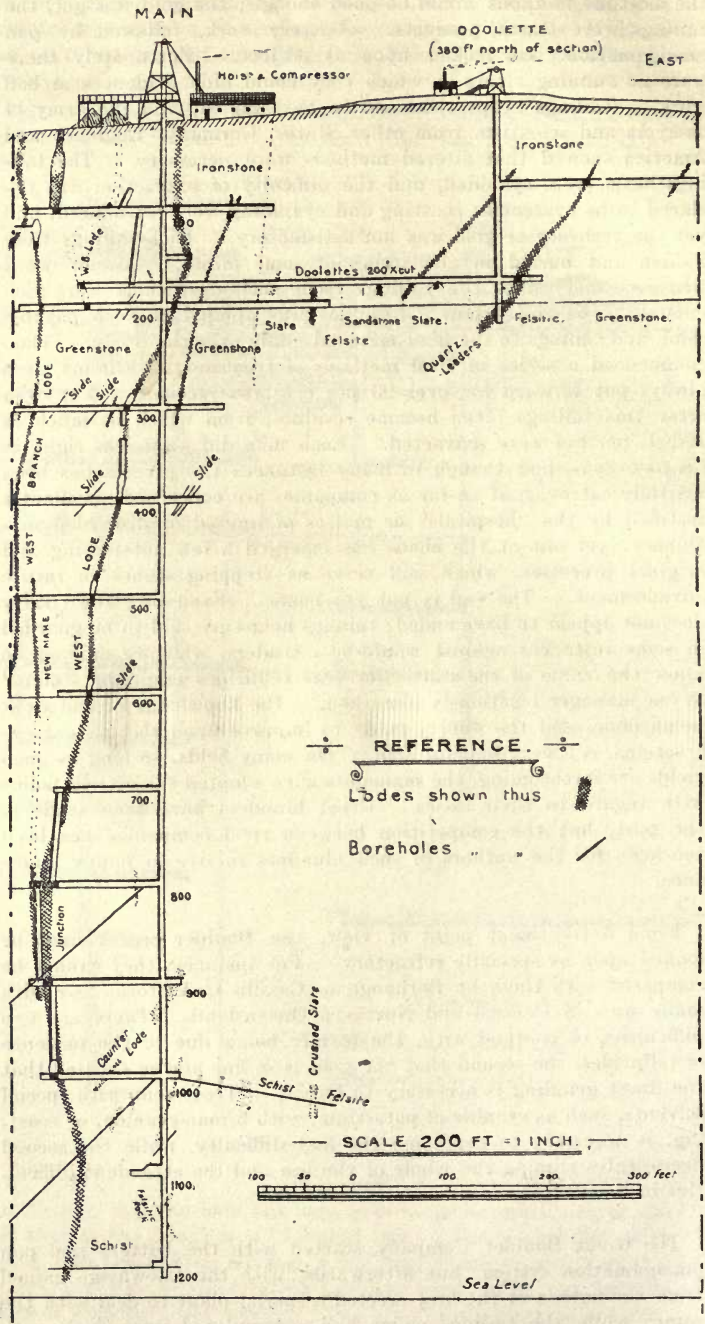 MAIN
DOOLETTE
(380 ft north of section)
EAST
Hoist & Compressor
Ironstone
Ironstone
W.B. Lode
Doolette's 200 Xcut
200
Greenstone
Greenstone
Slate
Felsite
Sandstone Slate.
Felsitic.
Greenstone.
Quartz-
Leaders
LODE
Slide
Slide
300
BRANCH
Slide
Slide
400
WEST
NEW MAKE
WEST LODE
500.
Slide
600.
REFERENCE.
Lodes shown thus
Boreholes " "
700.
800
Junction
900
Counter
Lode
1000
Schist
Felsite
Crushed Slate
SCALE 200 FT = 1 INCH.
100 50 0 100 200 300 feet
1100.
Schist
1200
Sea Level